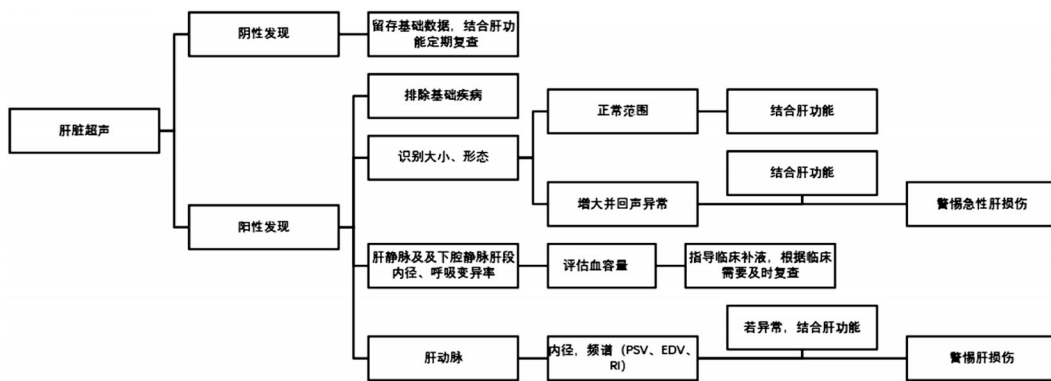 阴性发现
留存基础数据，结合肝功
能定期复查
排除基础疾病
正常范围
结合肝功能
肝脏超声
识别大小、形态
结合肝功能
增大并回声异常
警惕急性肝损伤
阳性发现
肝静脉及及下腔静脉肝段
内径、呼吸变异率
评估血容量
指导临床补液，根据临床
需要及时复查
若异常，结合肝功能
肝动脉
内径，频谱（PSV、EDV、
RI）
警惕肝损伤